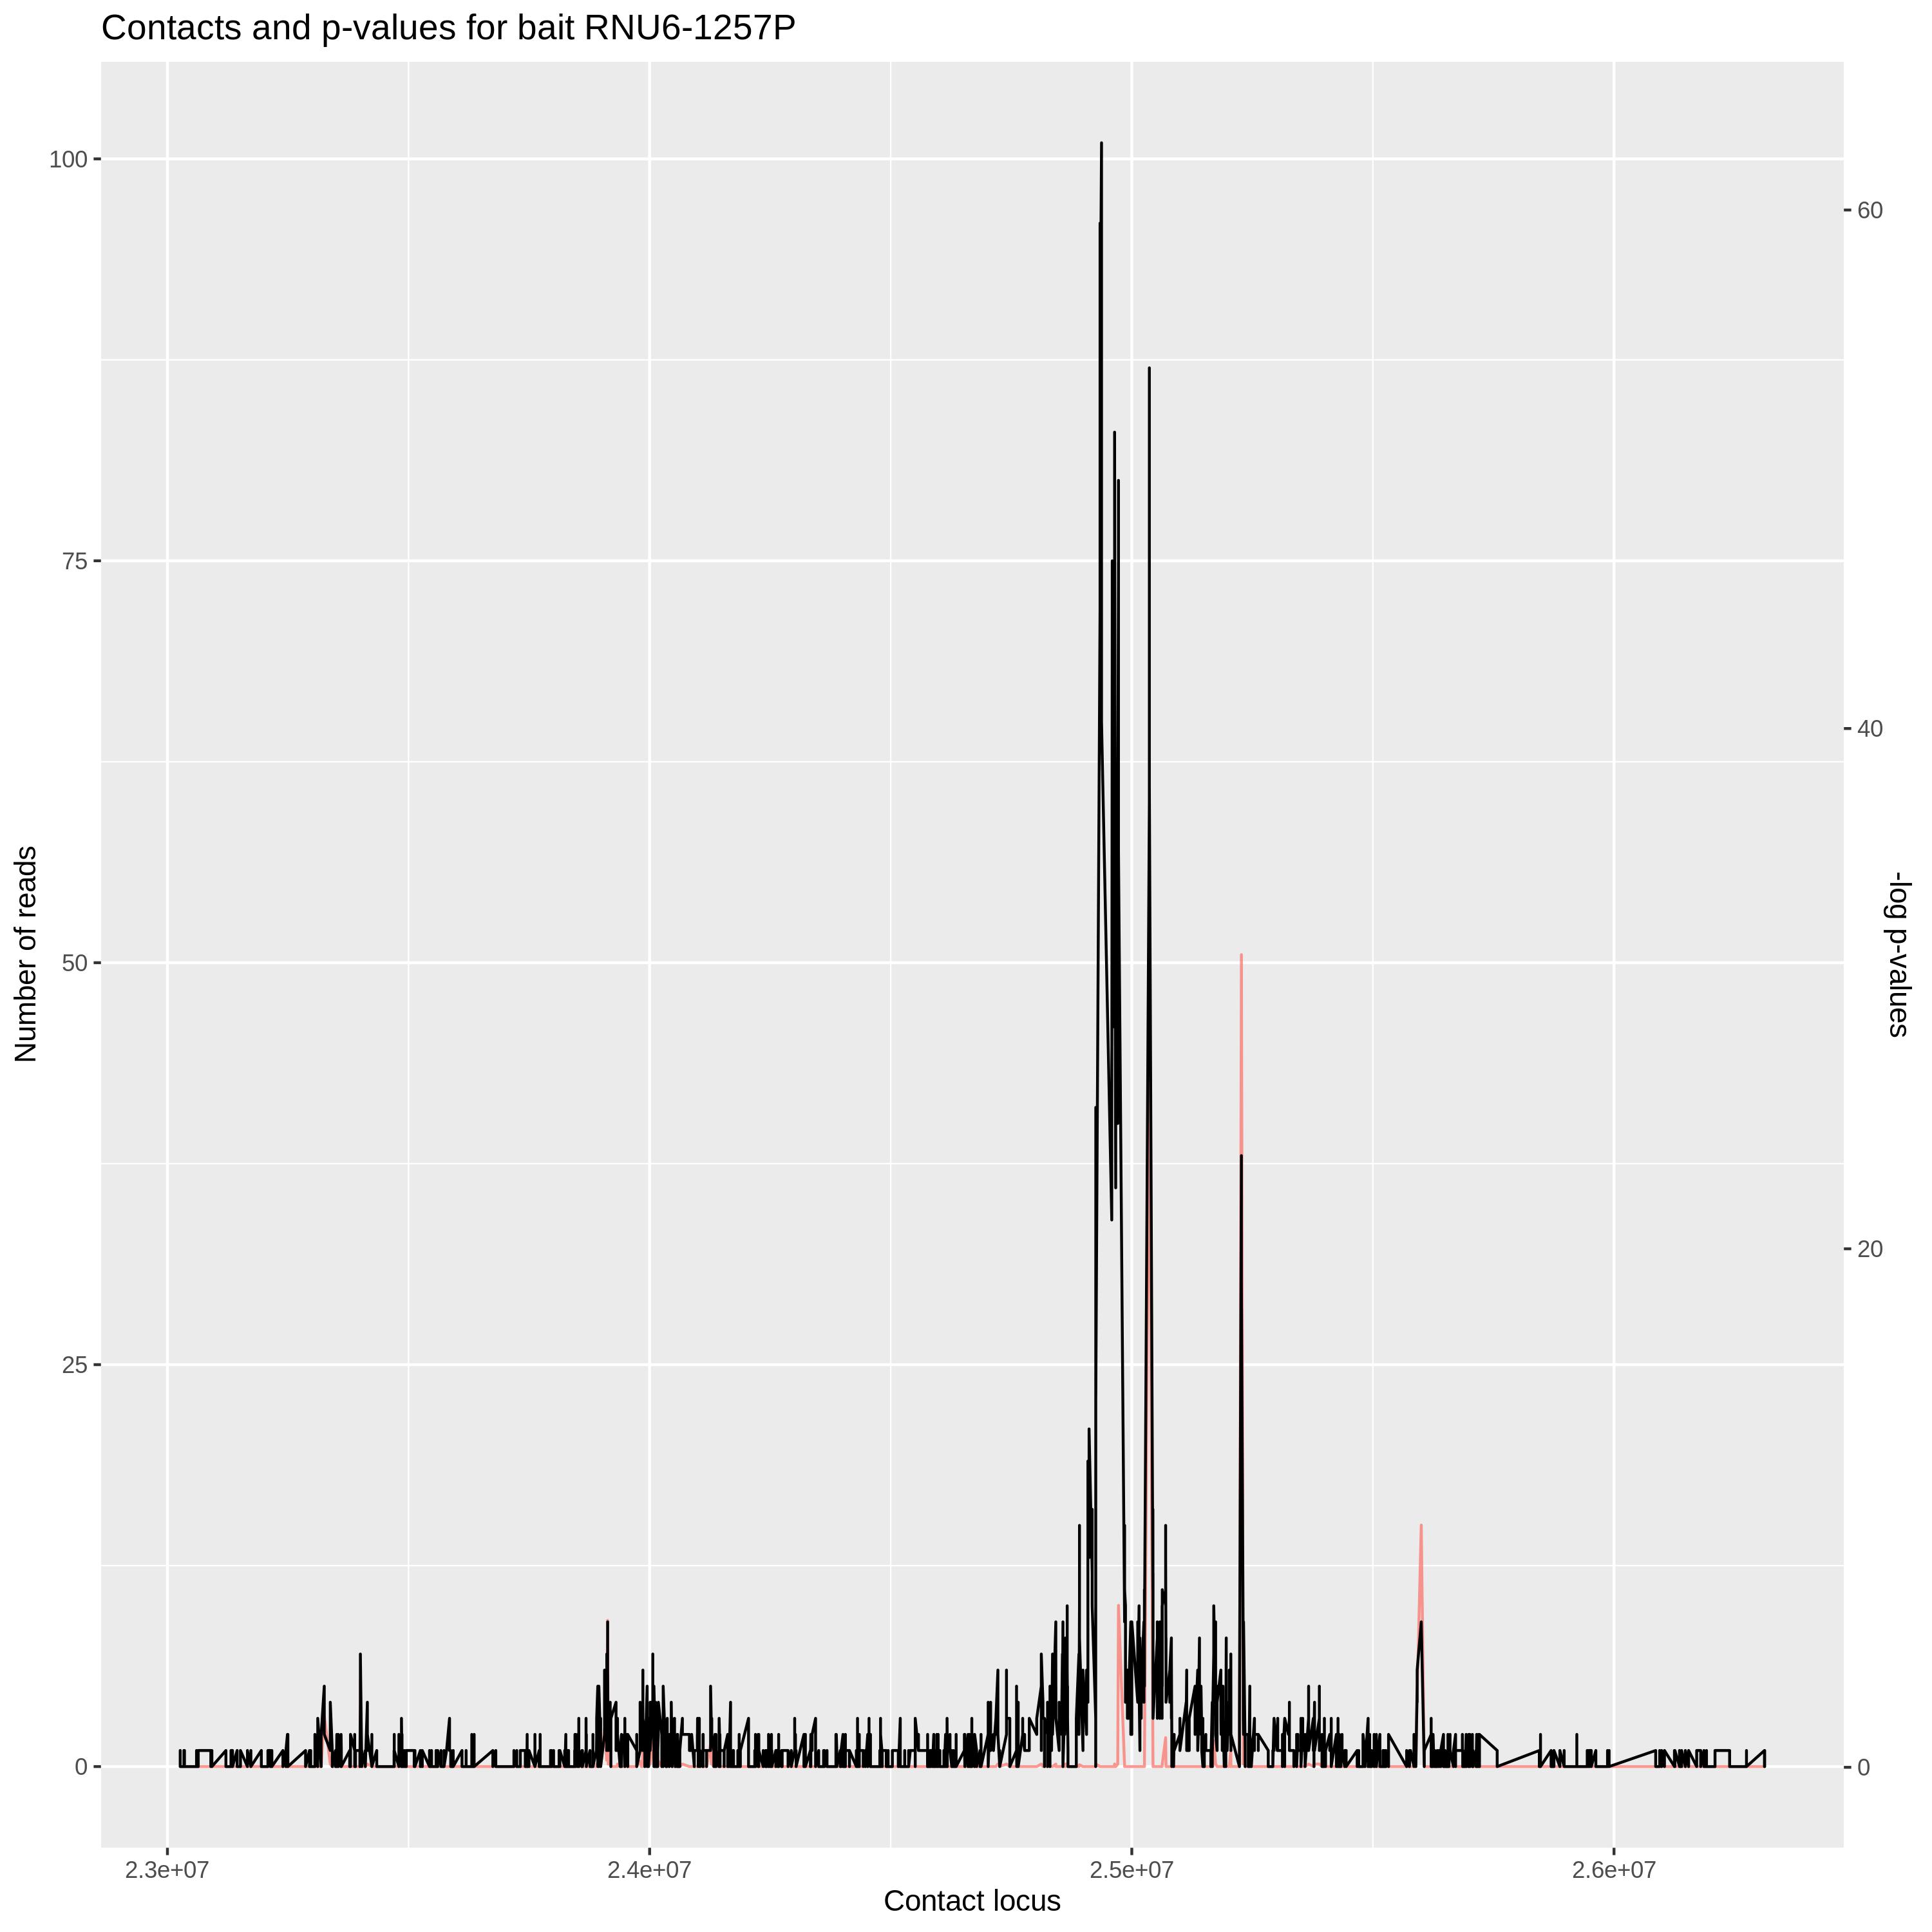 Contacts and p-values for bait RNU6-1257P
100
75
50
25
0
Number of reads
60
40
20
0
-log p-values
2.3e+07
2.4e+07
2.5e+07
2.6e+07
Contact locus